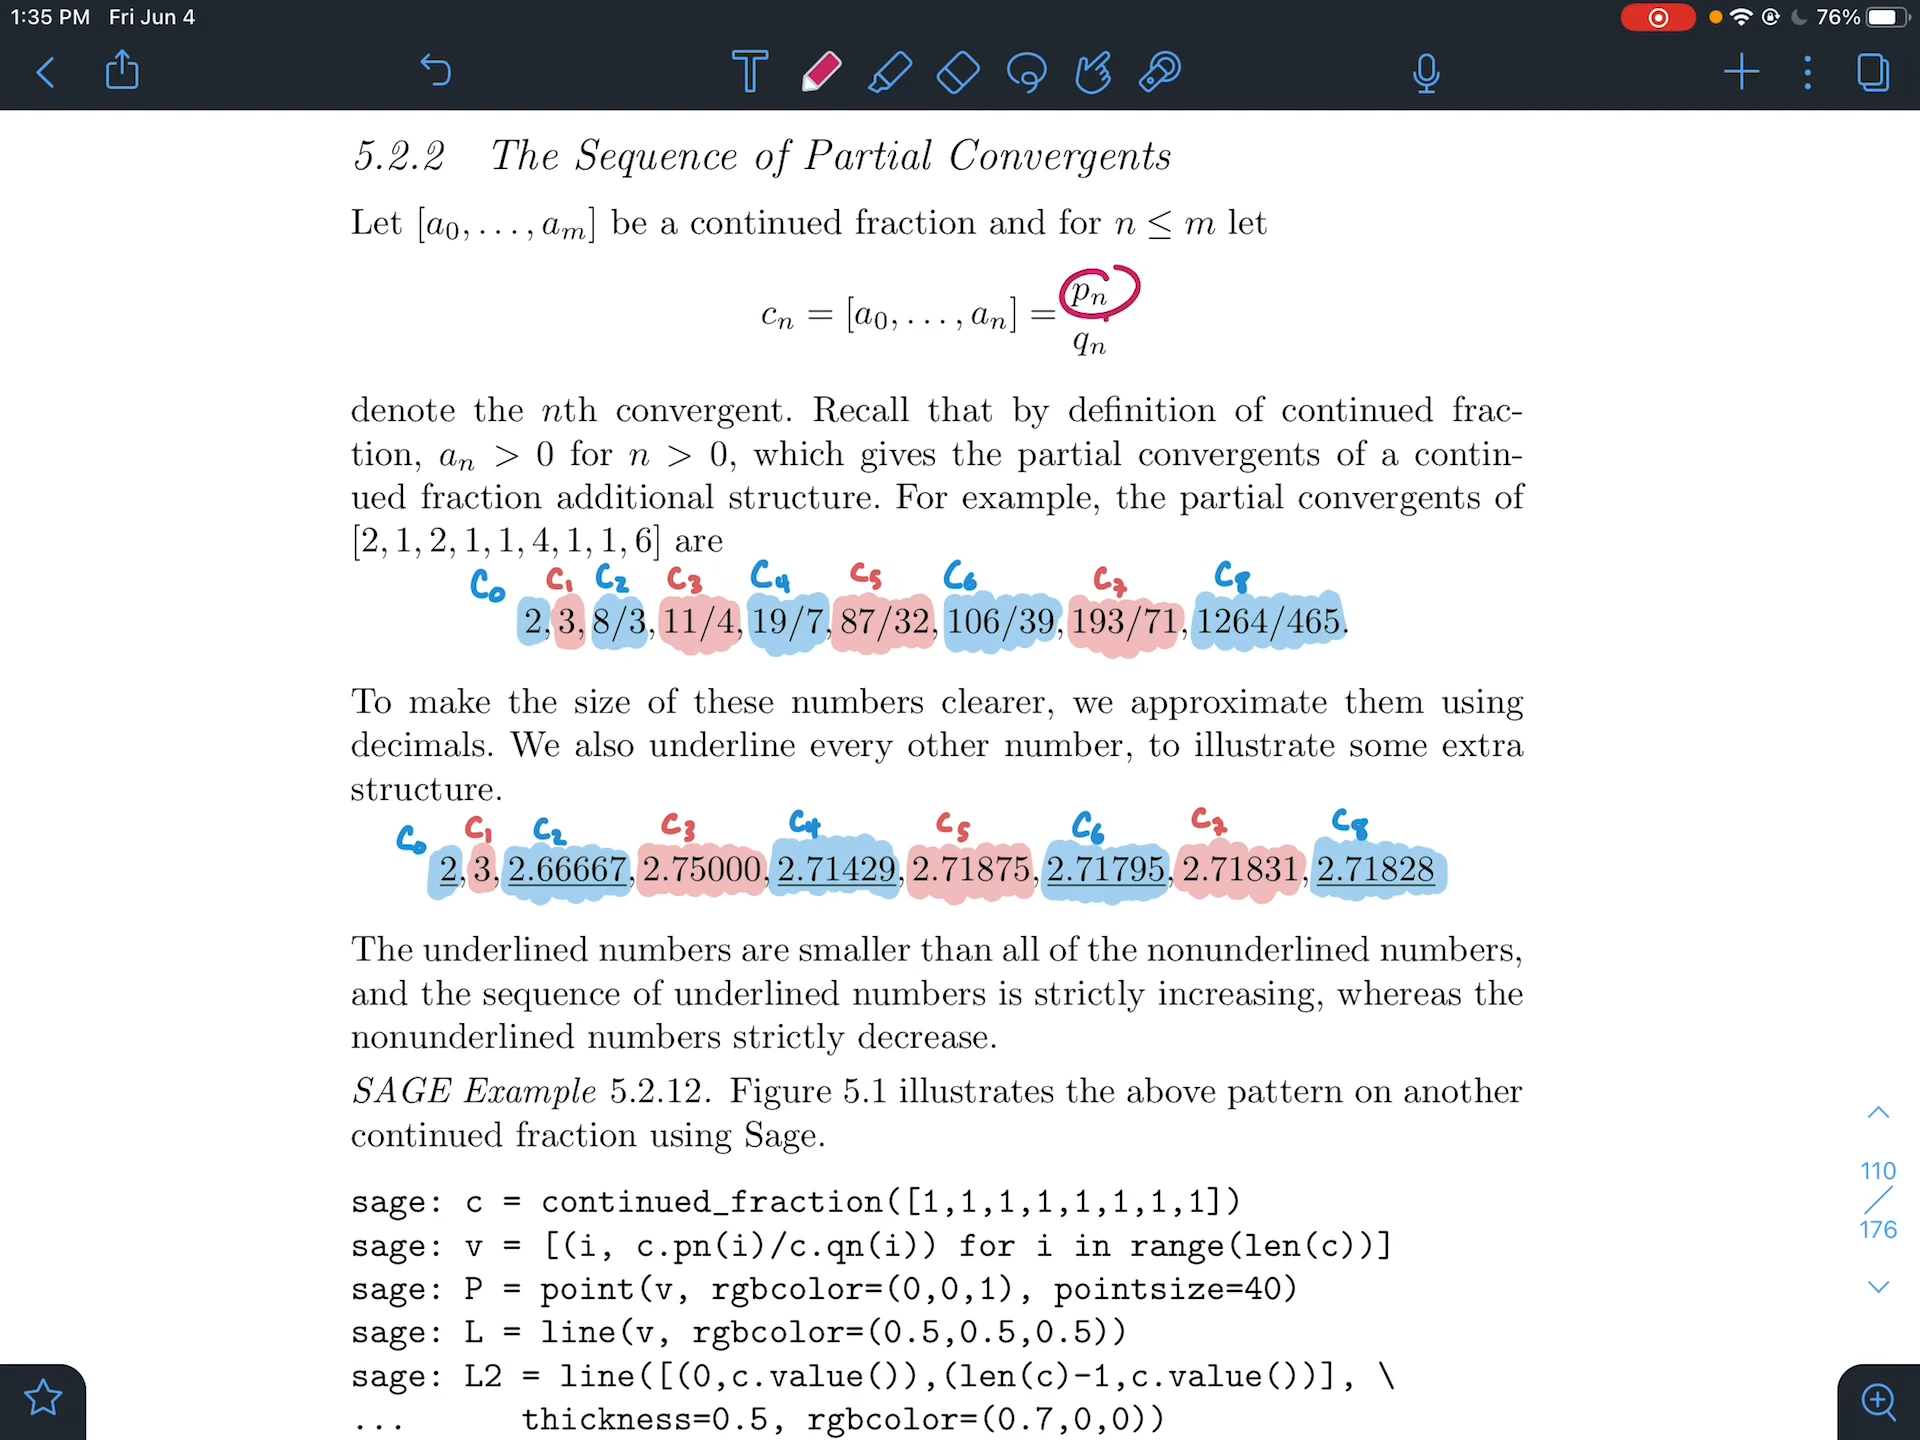 1:35 PM Fri Jun 4
76%
5.2.2 The Sequence of Partial Convergents
Let [a₀, . . . , aₘ] be a continued fraction and for n ≤ m let
cₙ = [a₀, . . . , aₙ] = pₙ/qₙ
denote the nth convergent. Recall that by definition of continued frac-
tion, aₙ > 0 for n > 0, which gives the partial convergents of a contin-
ued fraction additional structure. For example, the partial convergents of
[2, 1, 2, 1, 1, 4, 1, 1, 6] are
C₀ C₁ C₂ C₃ C₄ C₅ C₆ C₇ C₈
2, 3, 8/3, 11/4, 19/7, 87/32, 106/39, 193/71, 1264/465.
To make the size of these numbers clearer, we approximate them using
decimals. We also underline every other number, to illustrate some extra
structure.
C₀ C₁ C₂ C₃ C₄ C₅ C₆ C₇ C₈
2, 3, 2.66667, 2.75000, 2.71429, 2.71875, 2.71795, 2.71831, 2.71828
The underlined numbers are smaller than all of the nonunderlined numbers,
and the sequence of underlined numbers is strictly increasing, whereas the
nonunderlined numbers strictly decrease.
SAGE Example 5.2.12. Figure 5.1 illustrates the above pattern on another
continued fraction using Sage.
sage: c = continued_fraction([1,1,1,1,1,1,1,1])
sage: v = [(i, c.pn(i)/c.qn(i)) for i in range(len(c))]
sage: P = point(v, rgbcolor=(0,0,1), pointsize=40)
sage: L = line(v, rgbcolor=(0.5,0.5,0.5))
sage: L2 = line([(0,c.value()),(len(c)-1,c.value())], \
... thickness=0.5, rgbcolor=(0.7,0,0))
110
/
176